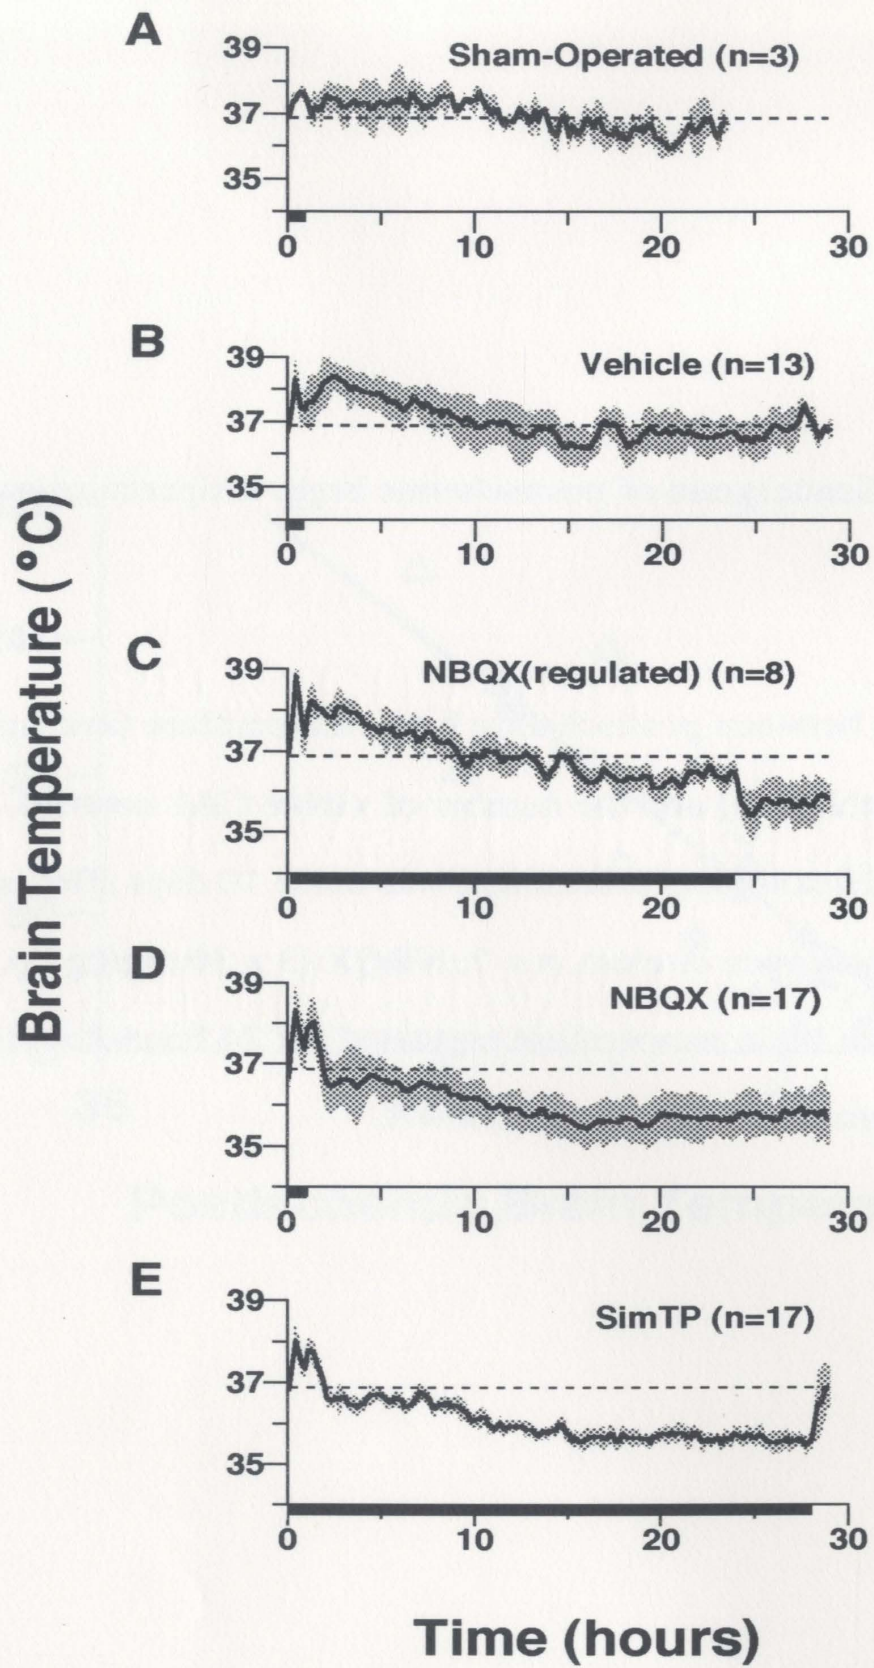 A
Sham-Operated (n=3)
39
37
35
0 10 20 30
B
Vehicle (n=13)
39
37
35
0 10 20 30
C
NBQX(regulated) (n=8)
39
37
35
0 10 20 30
D
NBQX (n=17)
39
37
35
0 10 20 30
E
SimTP (n=17)
39
37
35
0 10 20 30
Brain Temperature (°C)
Time (hours)